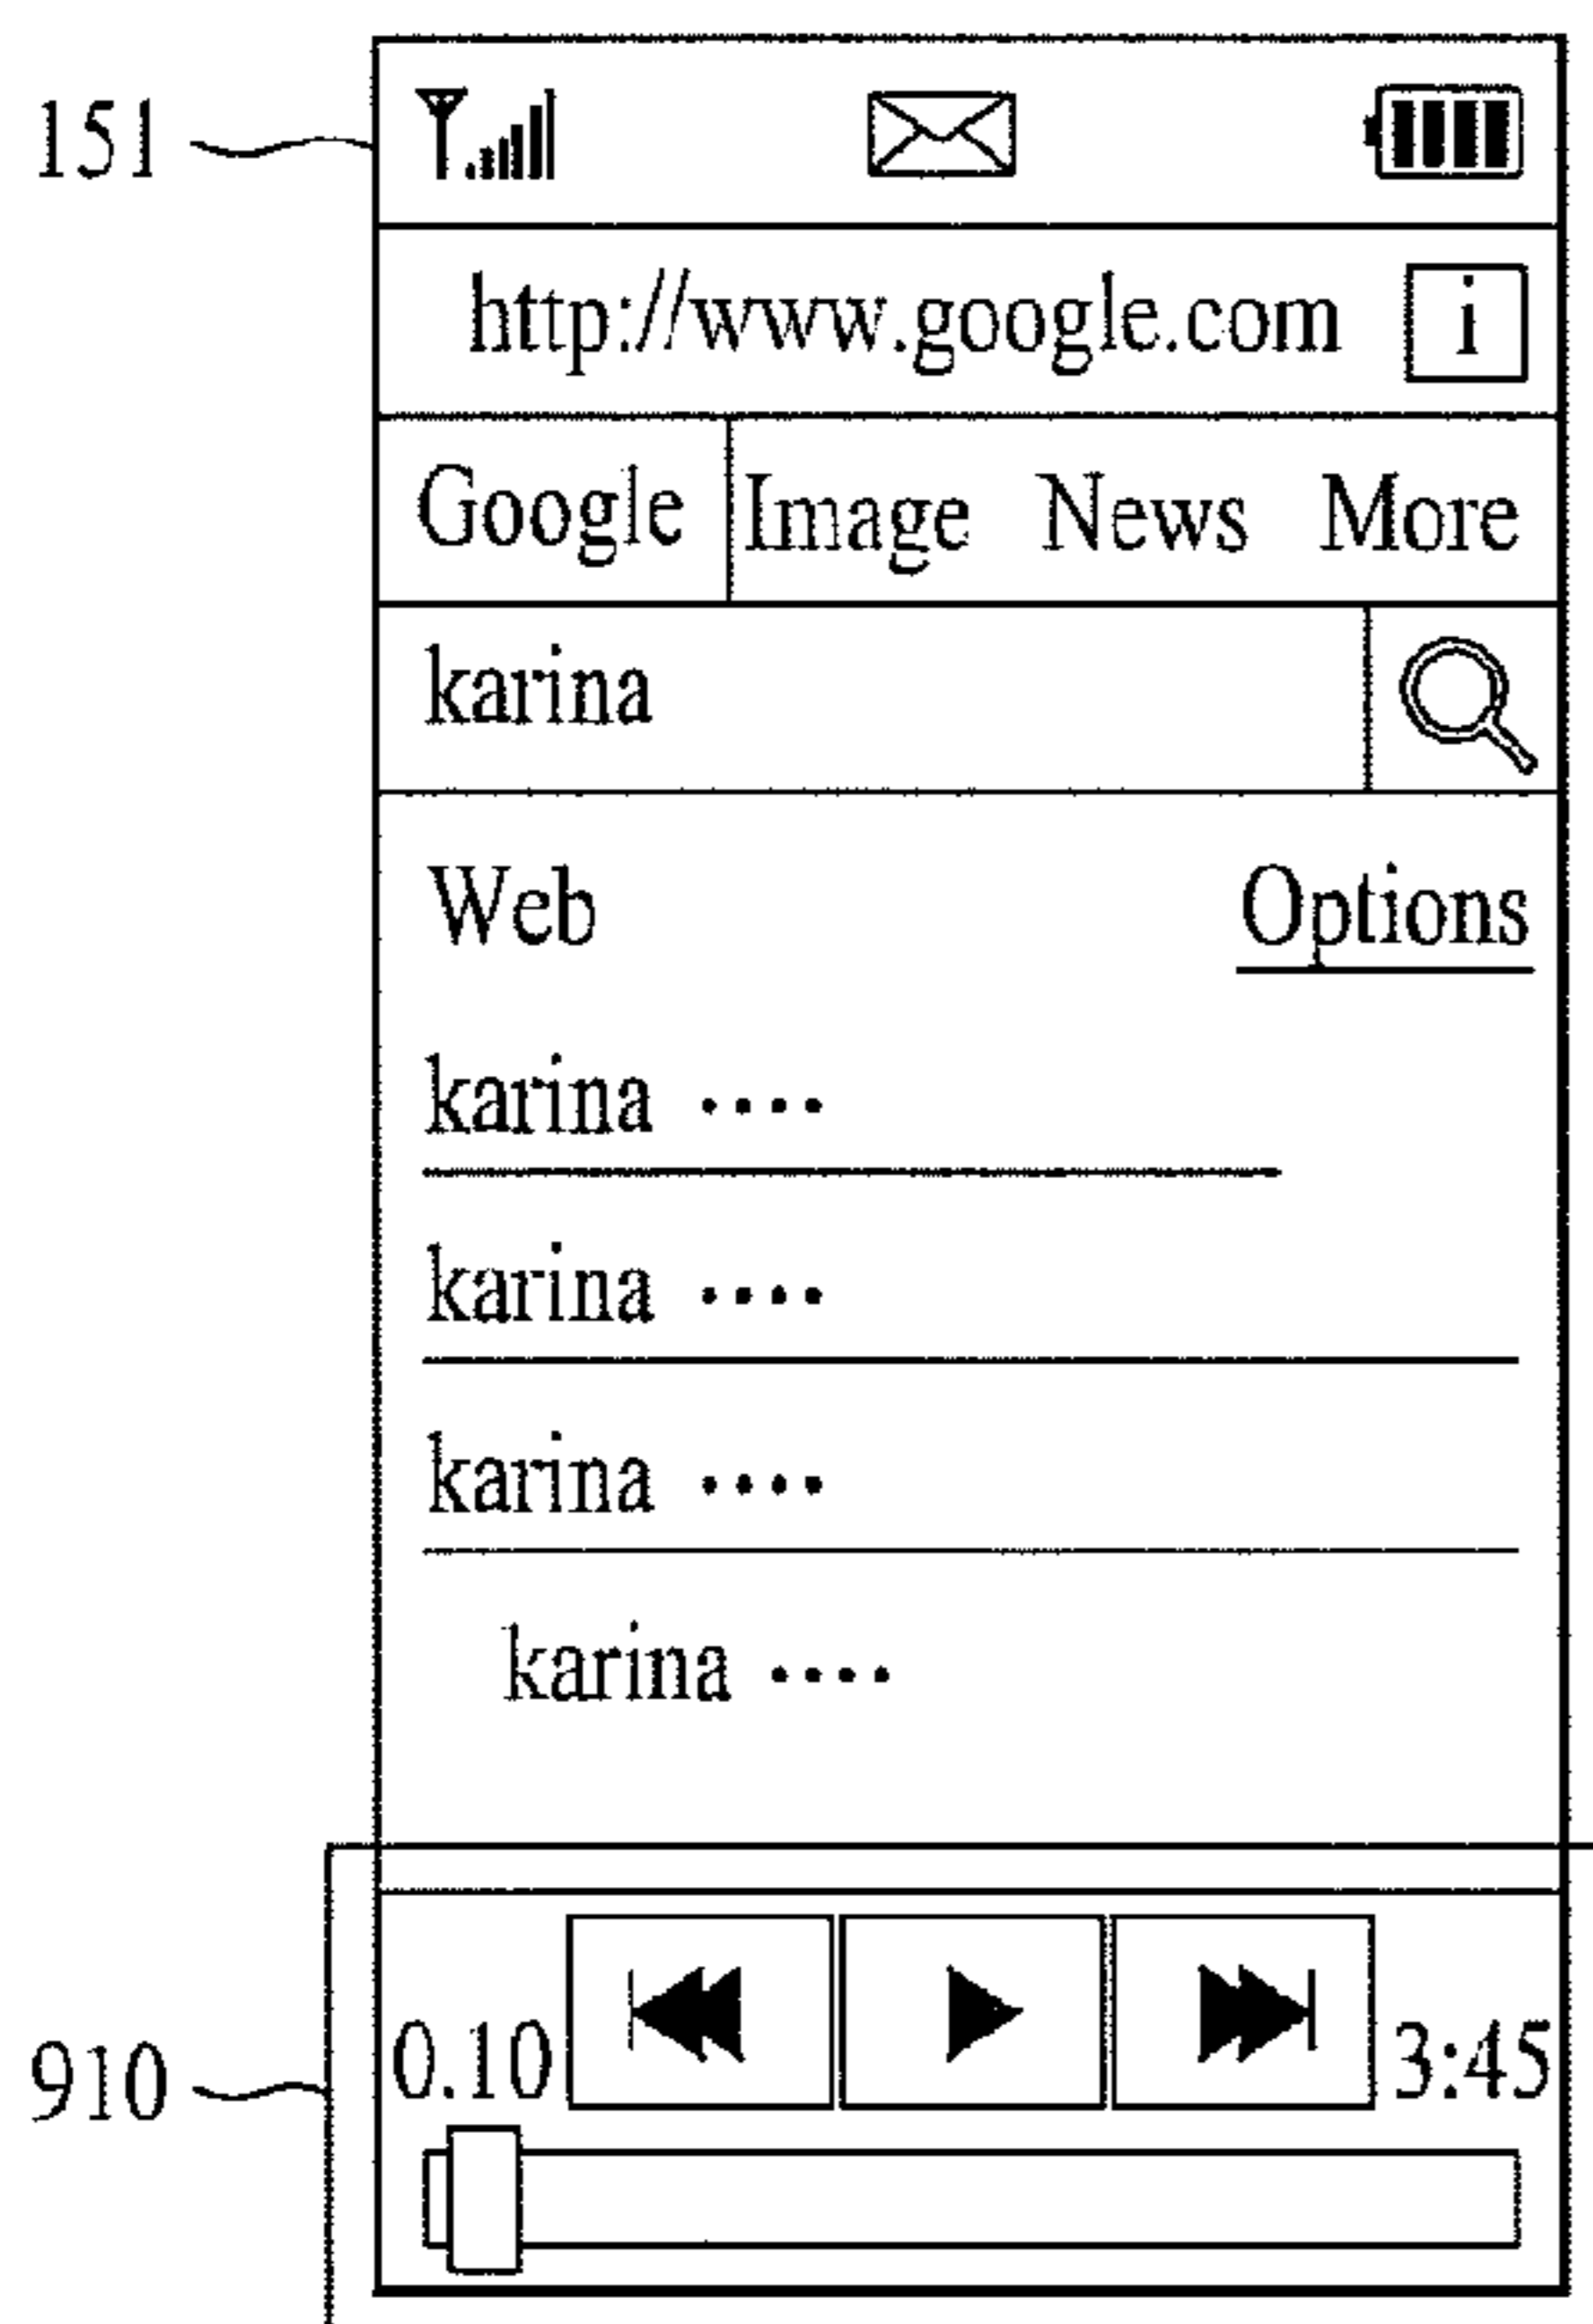 151
http://www.google.com i
Google Image News More
karina
Web Options
karina ····
karina ····
karina ····
karina ····
910
0.10 3:45